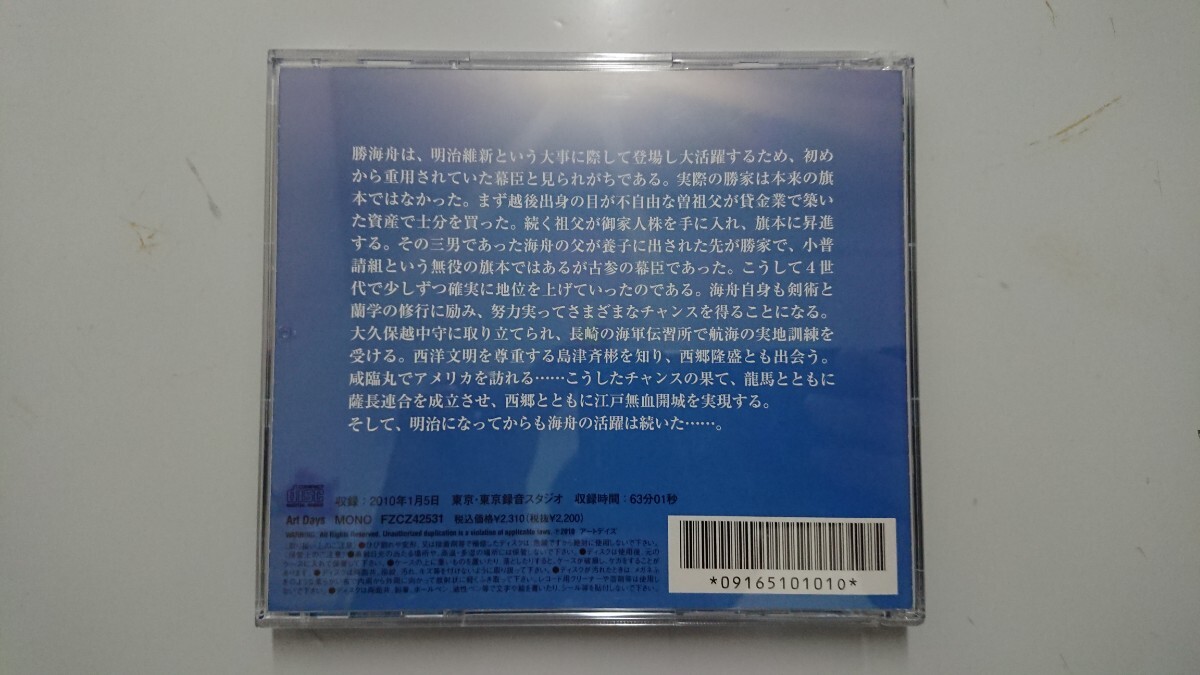 勝海舟は、明治維新という大事に際して登場し大活躍するため、初め
から重用されていた幕臣と見られがちである。実際の勝家は本来の旗
本ではなかった。まず越後出身の目が不自由な曽祖父が貸金業で築い
た資産で士分を買った。続く祖父が御家人株を手に入れ、旗本に昇進
する。その三男であった海舟の父が養子に出された先が勝家で、小普
請組という無役の旗本ではあるが古参の幕臣であった。こうして4世
代で少しずつ確実に地位を上げていったのである。海舟自身も剣術と
蘭学の修行に励み、努力実ってさまざまなチャンスを得ることになる。
大久保越中守に取り立てられ、長崎の海軍伝習所で航海の実地訓練を
受ける。西洋文明を尊重する島津斉彬を知り、西郷隆盛とも出会う。
咸臨丸でアメリカを訪れる……こうしたチャンスの果て、龍馬とともに
薩長連合を成立させ、西郷とともに江戸無血開城を実現する。
そして、明治になってからも海舟の活躍は続いた……。
収録：2010年1月5日 東京・東京録音スタジオ 収録時間：63分01秒
Art Days MONO FZCZ42531 税込価格¥2,310(税抜¥2,200)
WARNING: All Rights Reserved. Unauthorized duplication is a violation of applicable laws. ℗2010 アートデイズ
*09165101010*